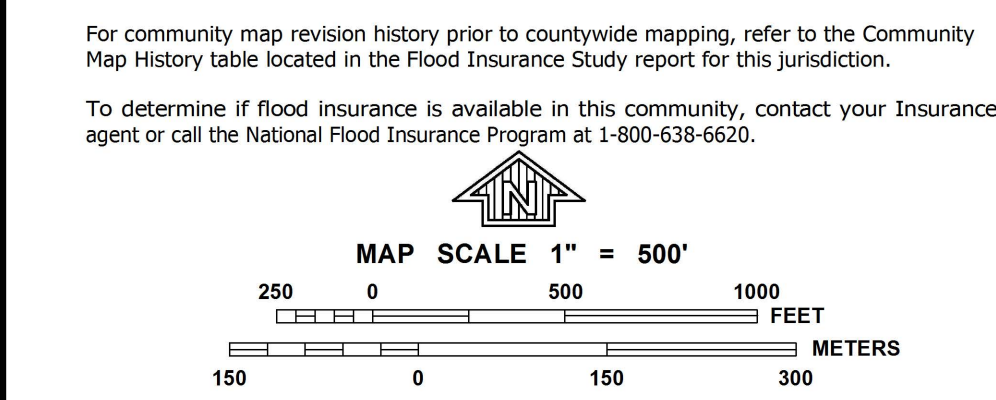 For community map revision history prior to countywide mapping, refer to the Community
Map History table located in the Flood Insurance Study report for this jurisdiction.
To determine if flood insurance is available in this community, contact your Insurance
agent or call the National Flood Insurance Program at 1-800-638-6620.
N
MAP SCALE 1" = 500'
250 0 500 1000
FEET
METERS
150 0 150 300